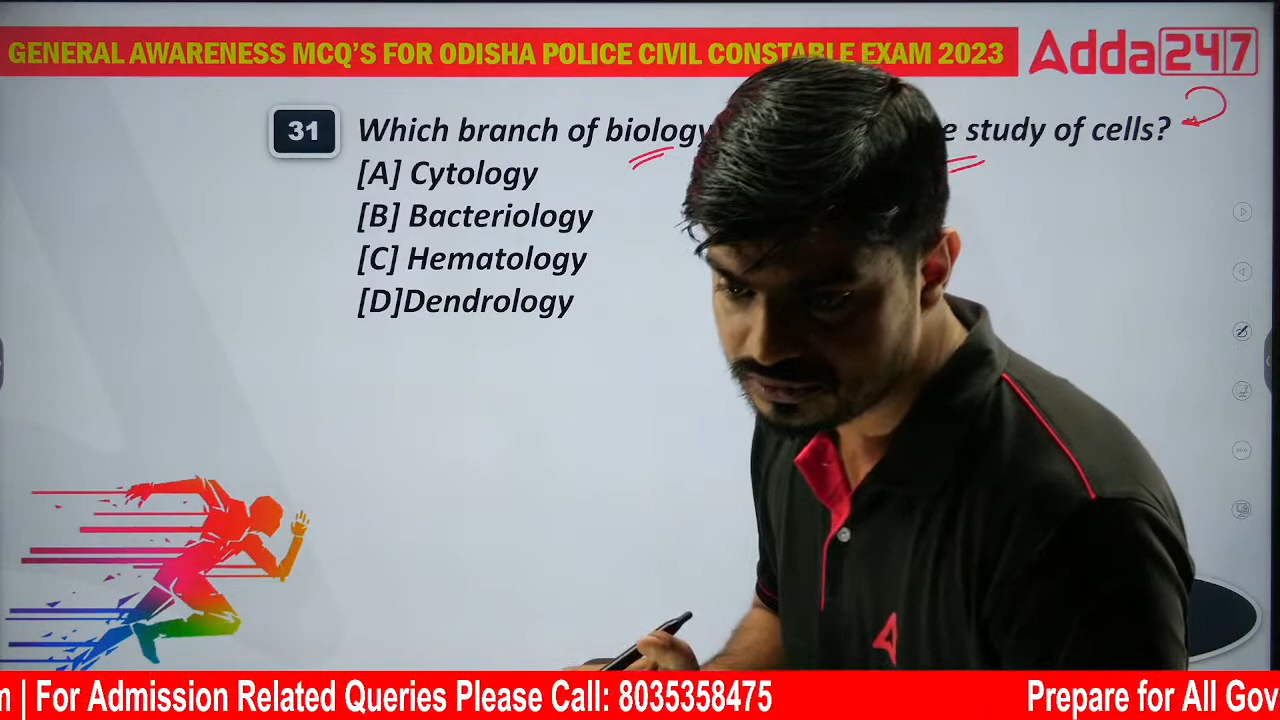 GENERAL AWARENESS MCQ'S FOR ODISHA POLICE CIVIL CONSTABLE EXAM 2023
Adda247
31 Which branch of biology study of cells?
[A] Cytology
[B] Bacteriology
[C] Hematology
[D]Dendrology
| For Admission Related Queries Please Call: 8035358475 Prepare for All